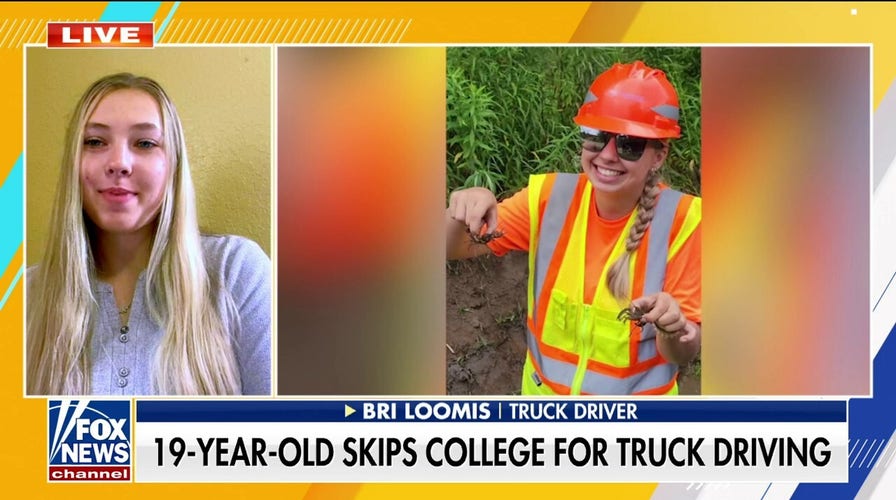 LIVE
BRI LOOMIS | TRUCK DRIVER
FOX
NEWS
channel
19-YEAR-OLD SKIPS COLLEGE FOR TRUCK DRIVING